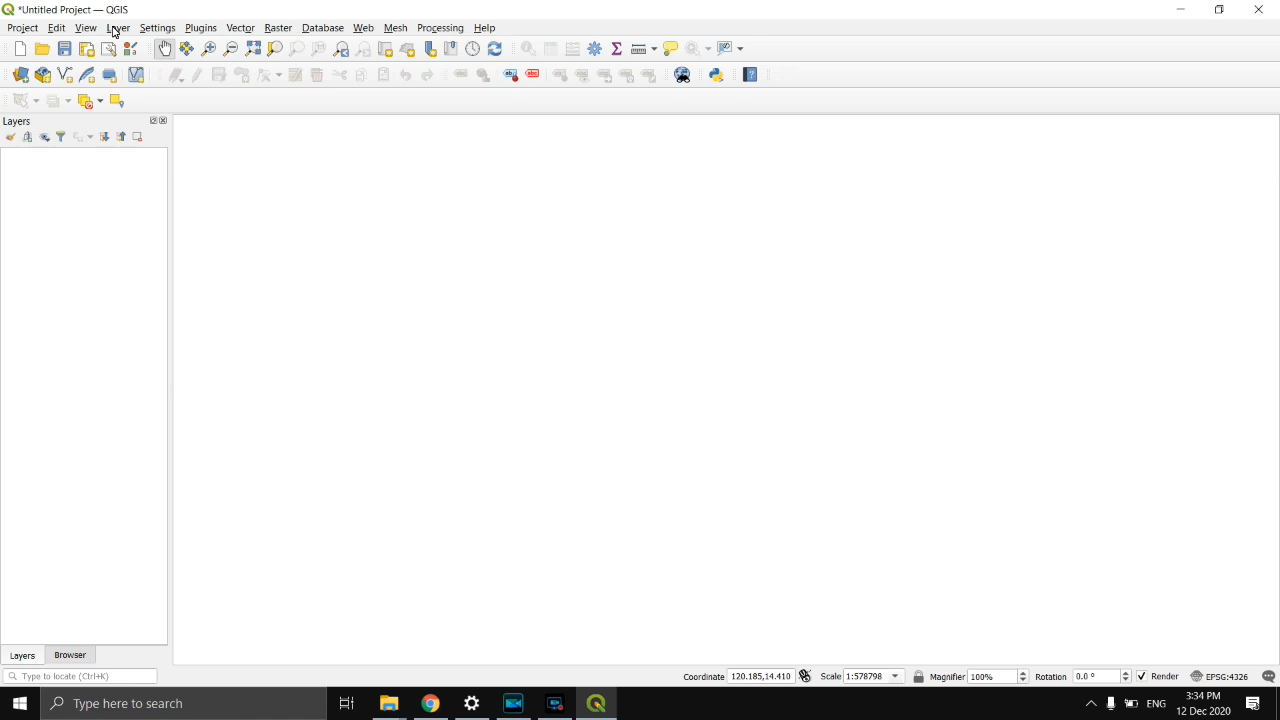 *Untitled Project — QGIS
Project Edit View Layer Settings Plugins Vector Raster Database Web Mesh Processing Help
Layers
Layers Browser
Type to locate (Ctrl+K)
Coordinate 120.185,14.410 Scale 1:578798 Magnifier 100% Rotation 0.0 ° Render EPSG:4326
Type here to search
ENG
3:34 PM
12 Dec 2020